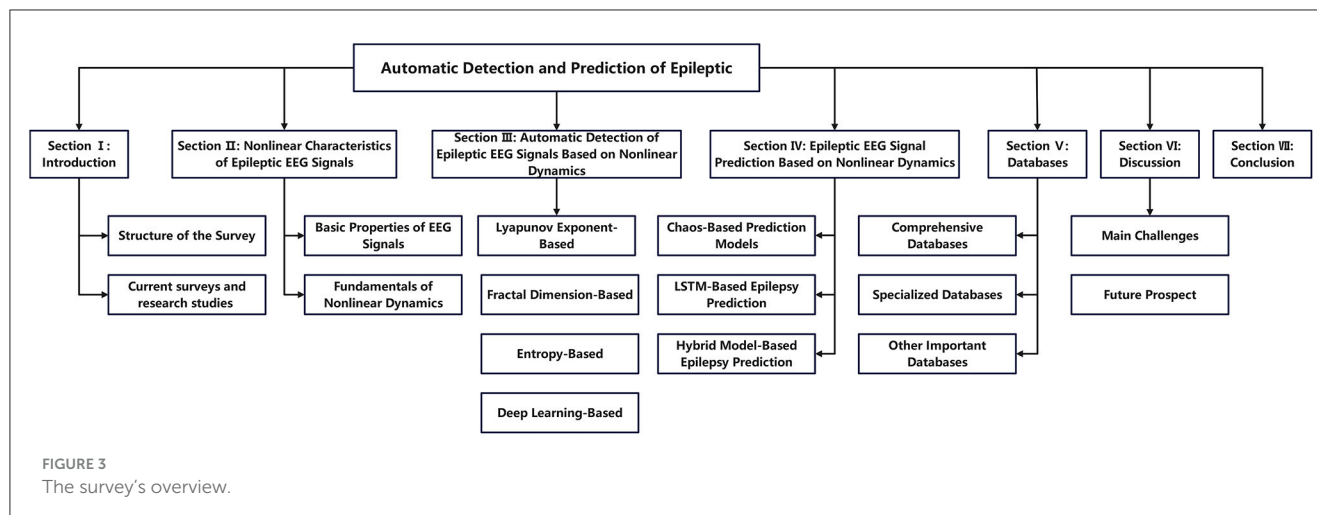 Automatic Detection and Prediction of Epileptic
Section Ⅰ:
Introduction
Section Ⅱ: Nonlinear Characteristics
of Epileptic EEG Signals
Section Ⅲ: Automatic Detection of
Epileptic EEG Signals Based on Nonlinear
Dynamics
Section Ⅳ: Epileptic EEG Signal
Prediction Based on Nonlinear Dynamics
Section Ⅴ:
Databases
Section Ⅵ:
Discussion
Section Ⅶ:
Conclusion
Structure of the Survey
Current surveys and
research studies
Basic Properties of EEG
Signals
Fundamentals of
Nonlinear Dynamics
Lyapunov Exponent-
Based
Fractal Dimension-Based
Entropy-Based
Deep Learning-Based
Chaos-Based Prediction
Models
LSTM-Based Epilepsy
Prediction
Hybrid Model-Based
Epilepsy Prediction
Comprehensive
Databases
Specialized Databases
Other Important
Databases
Main Challenges
Future Prospect
FIGURE 3
The survey's overview.